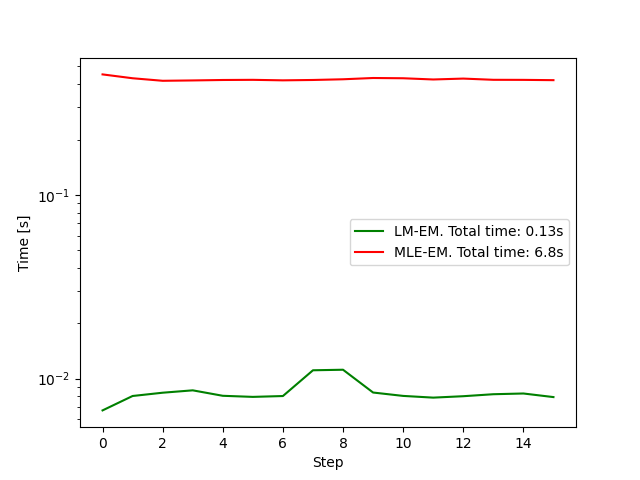 10⁻¹
10⁻²
Time [s]
LM-EM. Total time: 0.13s
MLE-EM. Total time: 6.8s
0 2 4 6 8 10 12 14
Step